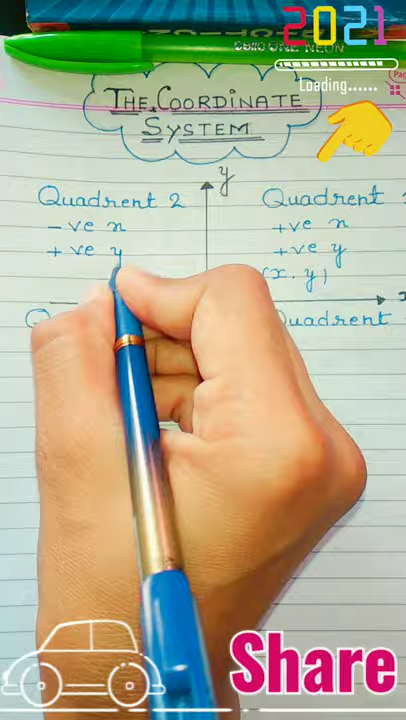 2021
Loading......
THE COORDINATE
SYSTEM
y
Quadrent 2
-ve x
+ve y
Quadrent
+ve x
+ve y
(x, y)
Quadrent
Share